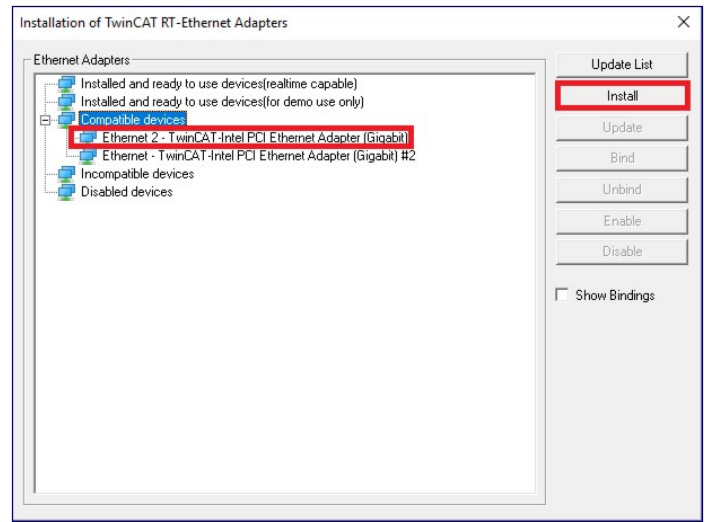 Installation of TwinCAT RT-Ethernet Adapters
Ethernet Adapters
Installed and ready to use devices(realtime capable)
Installed and ready to use devices(for demo use only)
Compatible devices
Ethernet 2 - TwinCAT-Intel PCI Ethernet Adapter (Gigabit)
Ethernet - TwinCAT-Intel PCI Ethernet Adapter (Gigabit) #2
Incompatible devices
Disabled devices
Update List
Install
Update
Bind
Unbind
Enable
Disable
Show Bindings